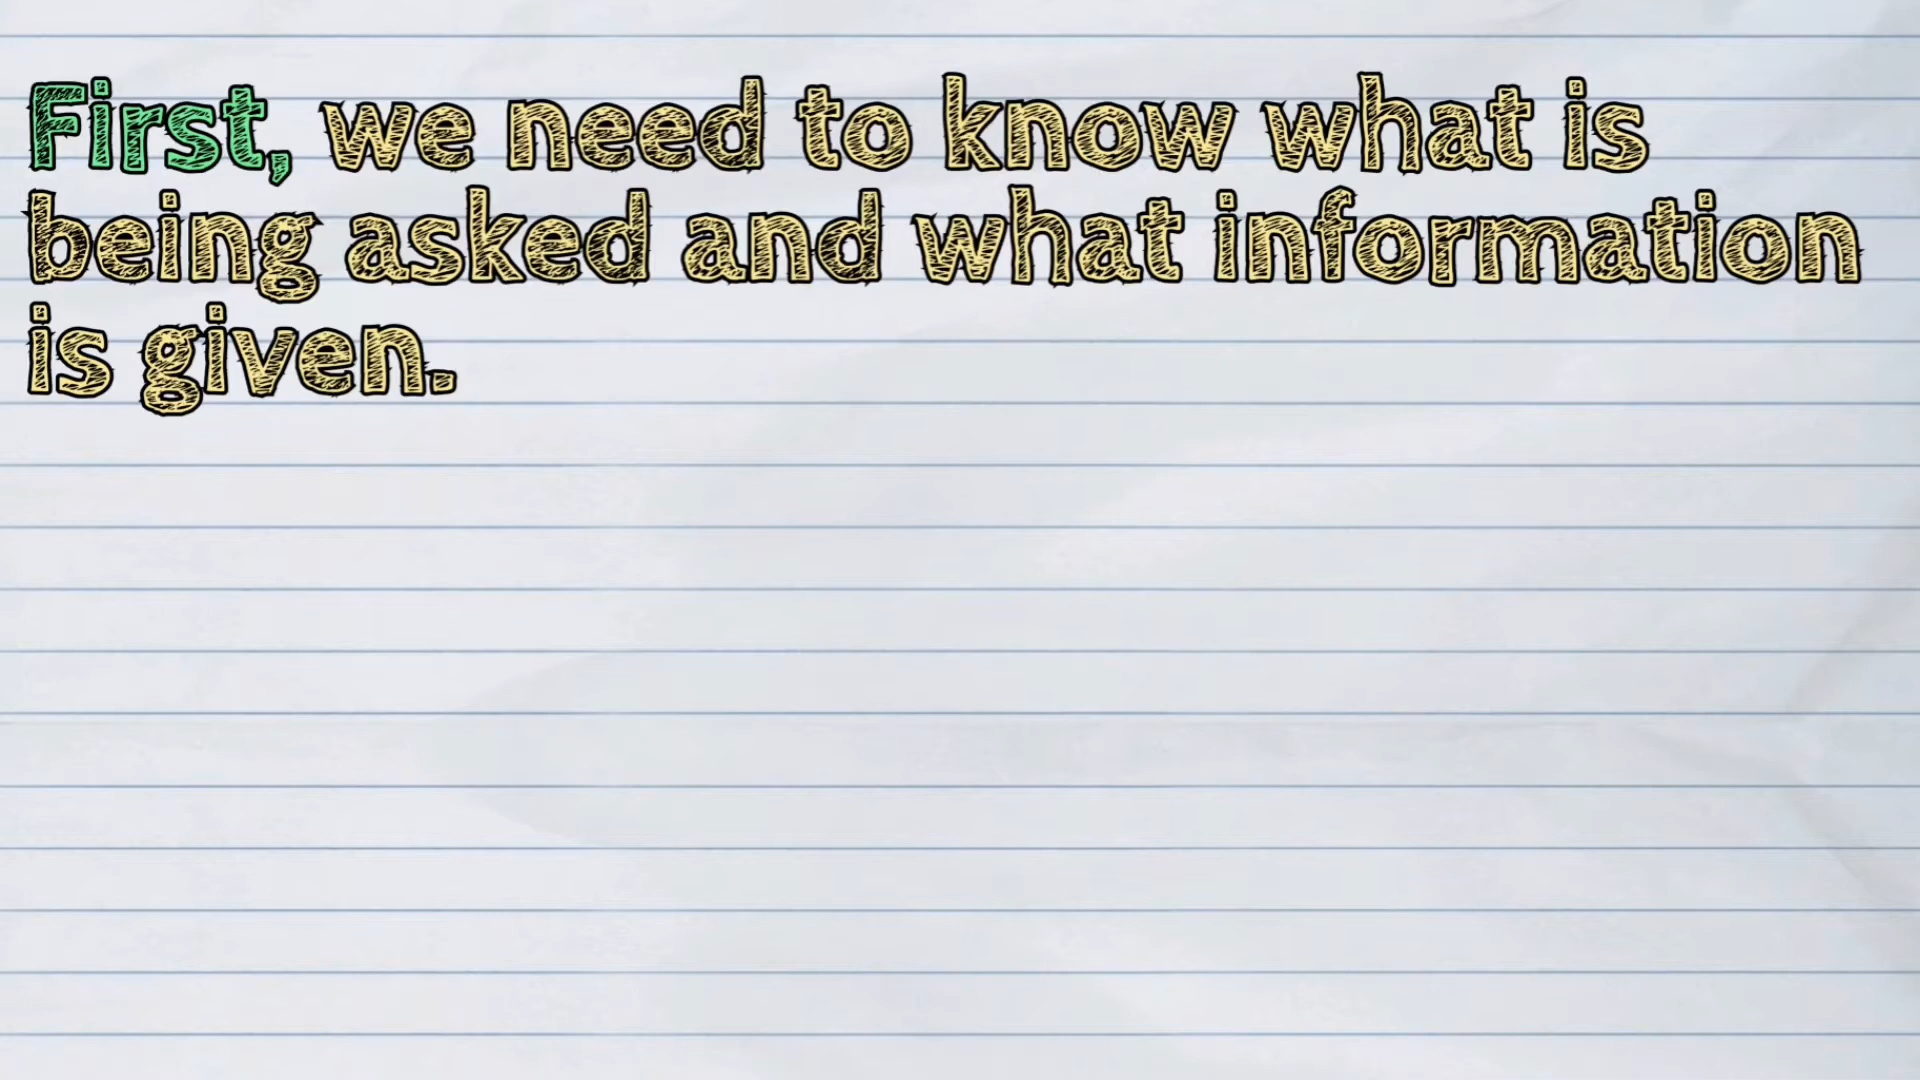 First, we need to know what is
being asked and what information
is given.